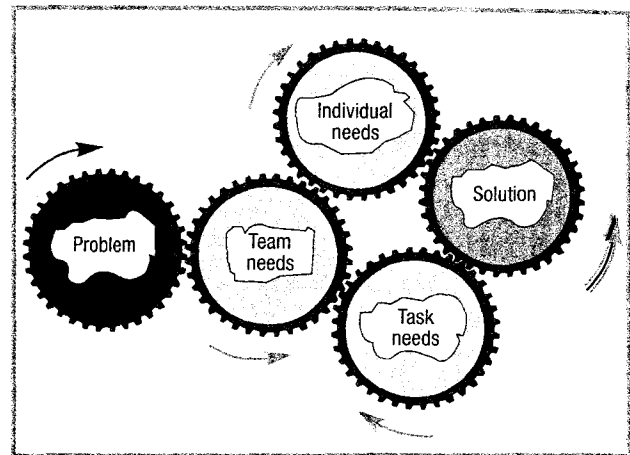 Individual
needs
Solution
Problem
Team
needs
Task
needs